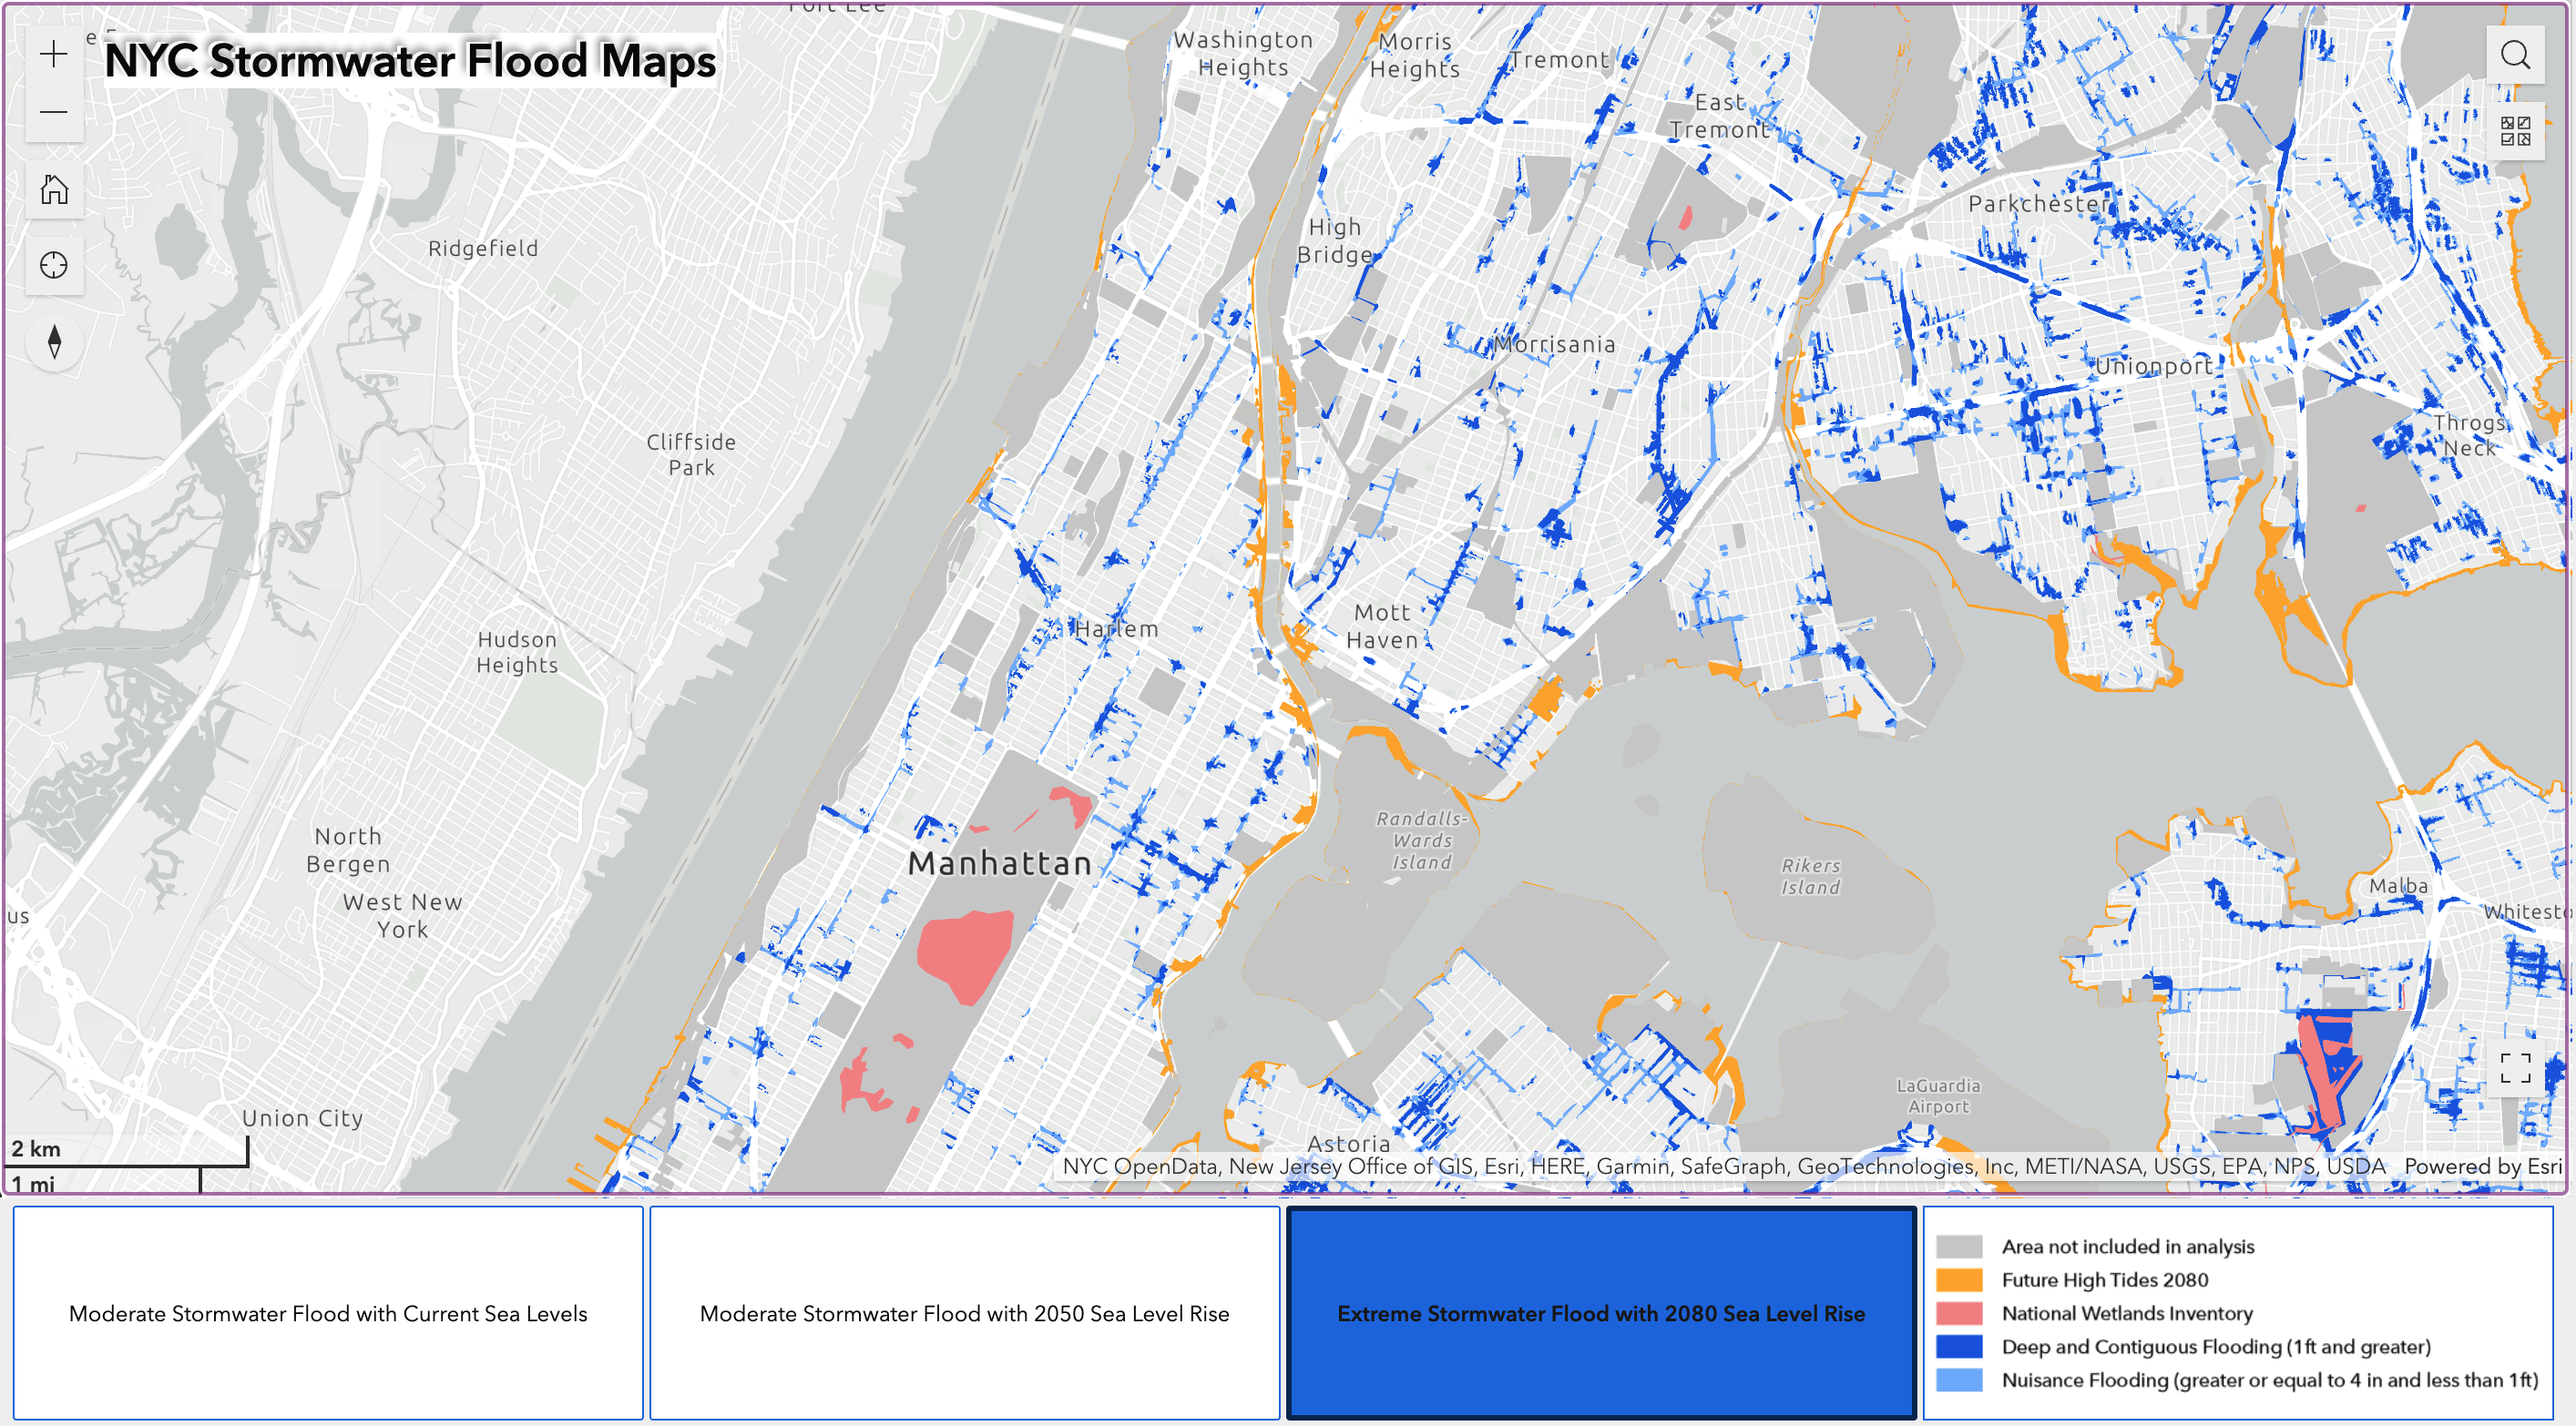 Fort Lee
NYC Stormwater Flood Maps
Washington
Heights
Morris
Heights
Tremont
East
Tremont
Parkchester
High
Bridge
Ridgefield
Morrisania
Unionport
Cliffside
Park
Throgs
Neck
Harlem
Mott
Haven
Hudson
Heights
Randalls-
Wards
Island
Rikers
Island
Manhattan
North
Bergen
West New
York
us
Malba
Whitesto
Union City
LaGuardia
Airport
Astoria
2 km
1 mi
NYC OpenData, New Jersey Office of GIS, Esri, HERE, Garmin, SafeGraph, GeoTechnologies, Inc, METI/NASA, USGS, EPA, NPS, USDA Powered by Esri
Moderate Stormwater Flood with Current Sea Levels
Moderate Stormwater Flood with 2050 Sea Level Rise
Extreme Stormwater Flood with 2080 Sea Level Rise
Area not included in analysis
Future High Tides 2080
National Wetlands Inventory
Deep and Contiguous Flooding (1ft and greater)
Nuisance Flooding (greater or equal to 4 in and less than 1ft)